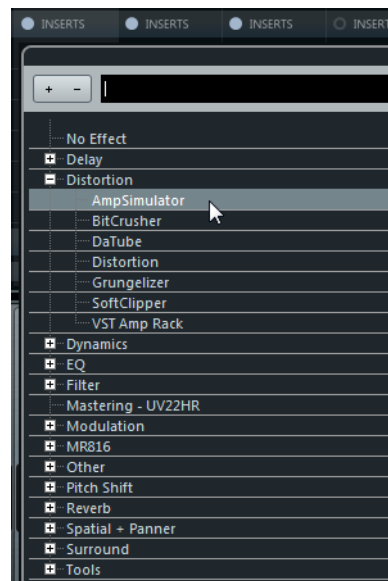 INSERTS INSERTS INSERTS INSERT
+ -
No Effect
Delay
Distortion
AmpSimulator
BitCrusher
DaTube
Distortion
Grungelizer
SoftClipper
VST Amp Rack
Dynamics
EQ
Filter
Mastering - UV22HR
Modulation
MR816
Other
Pitch Shift
Reverb
Spatial + Panner
Surround
Tools